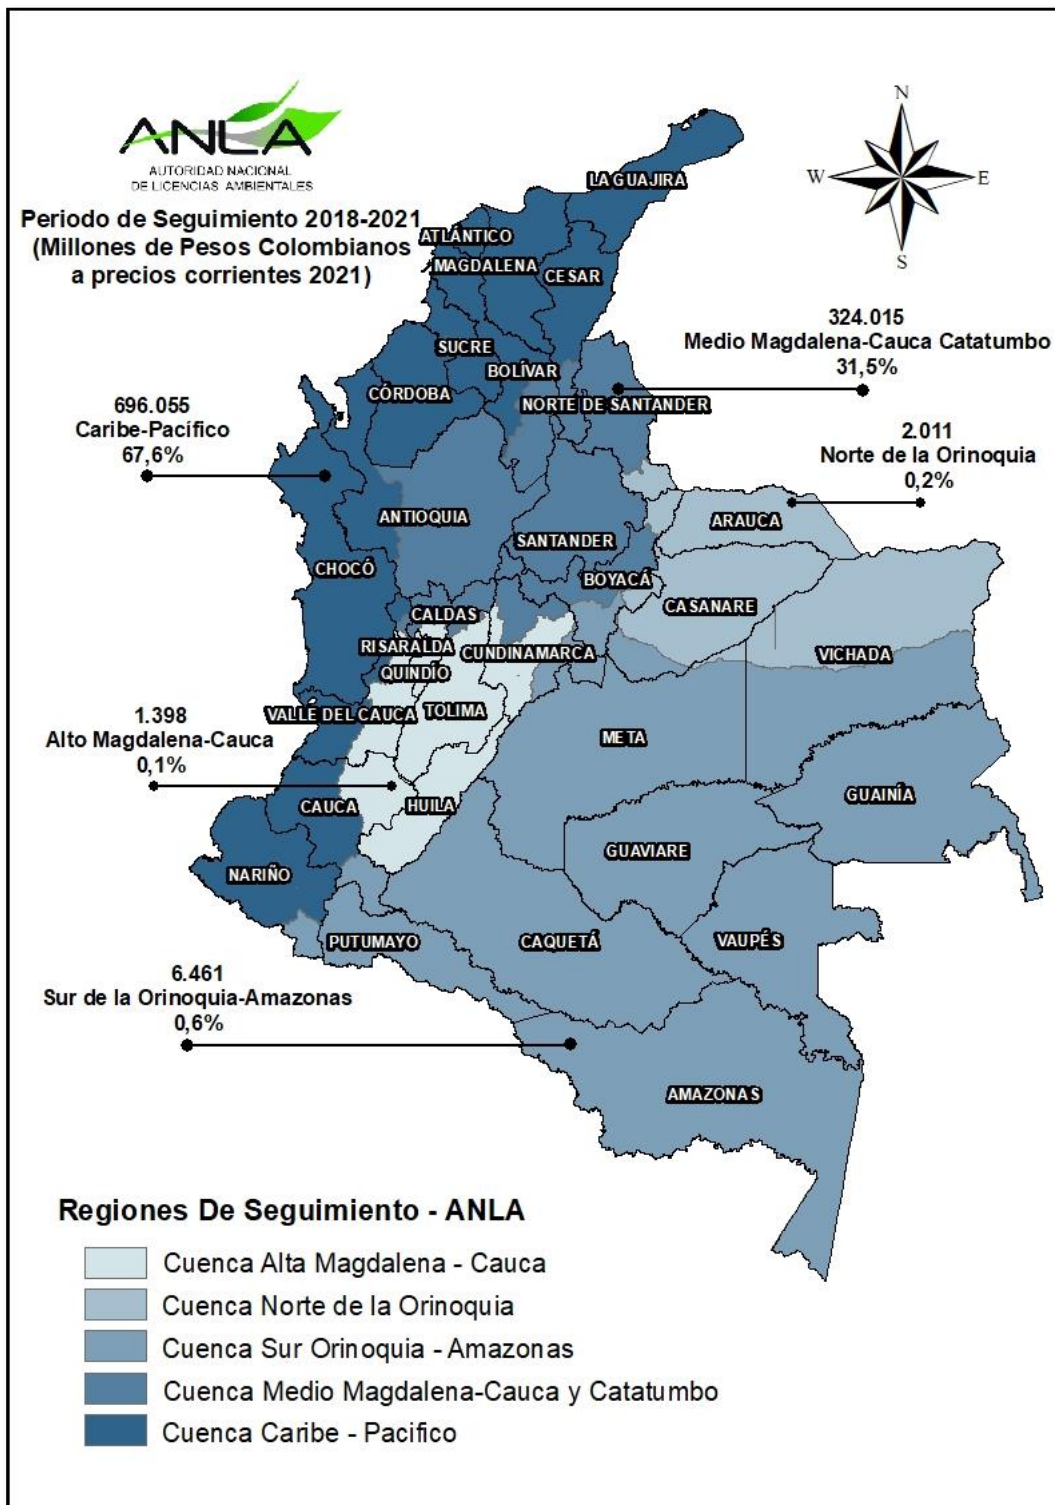 N
W
E
S
ANLA
AUTORIDAD NACIONAL
DE LICENCIAS AMBIENTALES
Periodo de Seguimiento 2018-2021
(Millones de Pesos Colombianos
a precios corrientes 2021)
LA GUAJIRA
ATLÁNTICO
MAGDALENA
CESAR
SUCRE
BOLÍVAR
CÓRDOBA
NORTE DE SANTANDER
324.015
Medio Magdalena-Cauca Catatumbo
31,5%
696.055
Caribe-Pacífico
67,6%
2.011
Norte de la Orinoquia
0,2%
ANTIOQUIA
ARAUCA
SANTANDER
CHOCÓ
BOYACÁ
CASANARE
CALDAS
RISARALDA
CUNDINAMARCA
VICHADA
QUINDÍO
VALLE DEL CAUCA
TOLIMA
META
1.398
Alto Magdalena-Cauca
0,1%
CAUCA
HUILA
GUAINÍA
GUAVIARE
NARIÑO
PUTUMAYO
CAQUETÁ
VAUPÉS
6.461
Sur de la Orinoquia-Amazonas
0,6%
AMAZONAS
Regiones De Seguimiento - ANLA
Cuenca Alta Magdalena - Cauca
Cuenca Norte de la Orinoquia
Cuenca Sur Orinoquia - Amazonas
Cuenca Medio Magdalena-Cauca y Catatumbo
Cuenca Caribe - Pacifico